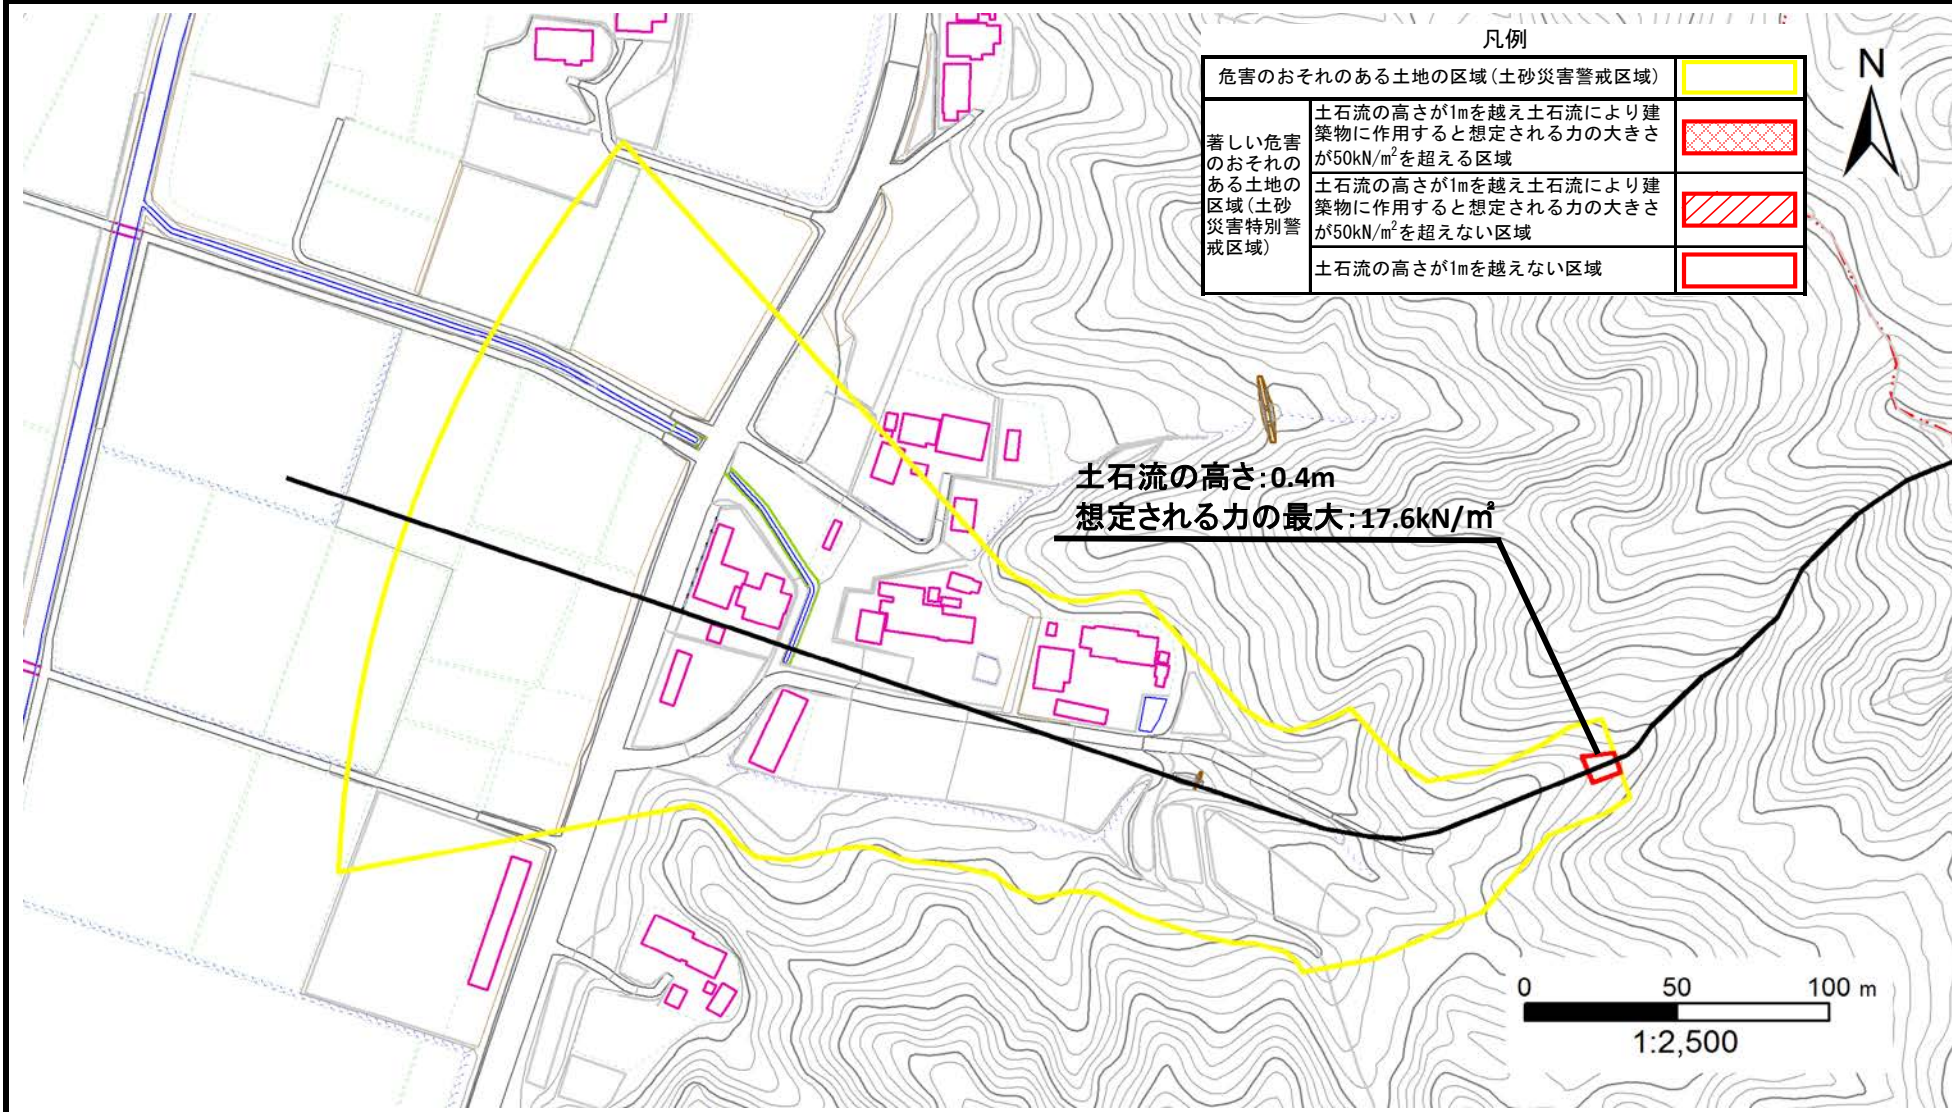 凡例
危害のおそれのある土地の区域(土砂災害警戒区域)
著しい危害
のおそれの
ある土地の
区域(土砂
災害特別警
戒区域)
土石流の高さが1mを越え土石流により建
築物に作用すると想定される力の大きさ
が50kN/m²を超える区域
土石流の高さが1mを越え土石流により建
築物に作用すると想定される力の大きさ
が50kN/m²を超えない区域
土石流の高さが1mを越えない区域
N
土石流の高さ:0.4m
想定される力の最大:17.6kN/㎡
0 50 100 m
1:2,500